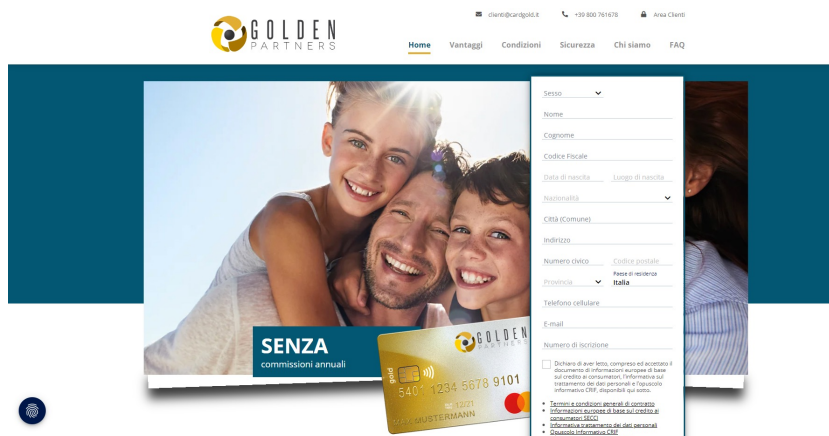 clienti@cardgold.it +39 800 761678 Area Clienti
GOLDEN
PARTNERS
Home Vantaggi Condizioni Sicurezza Chi siamo FAQ
Sesso
Nome
Cognome
Codice Fiscale
Data di nascita Luogo di nascita
Nazionalità
Città (Comune)
Indirizzo
Numero civico Codice postale
Paese di residenza
Provincia Italia
Telefono cellulare
E-mail
Numero di iscrizione
Dichiaro di aver letto, compreso ed accettato il
documento di informazioni europee di base
sul credito ai consumatori, l'informativa sul
trattamento dei dati personali e l'opuscolo
informativo CRIF, disponibili qui sotto.
Termini e condizioni generali di contratto
Informazioni europee di base sul credito ai
consumatori SECCI
Informativa trattamento dei dati personali
Opuscolo Informativo CRIF
SENZA
commissioni annuali
GOLDEN
PARTNERS
gold
5401 1234 5678 9101
12/21
MAX MUSTERMANN